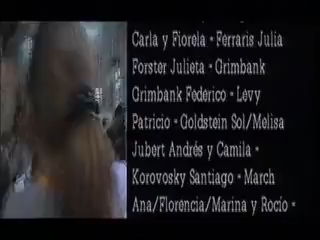 Carla y Fiorela - Ferraris Julia
Forster Julieta - Grimbank
Grimbank Federico - Levy
Patricio - Goldstein Sol/Melisa
Jubert Andrés y Camila -
Korovosky Santiago - March
Ana/Florencia/Marina y Rocío -